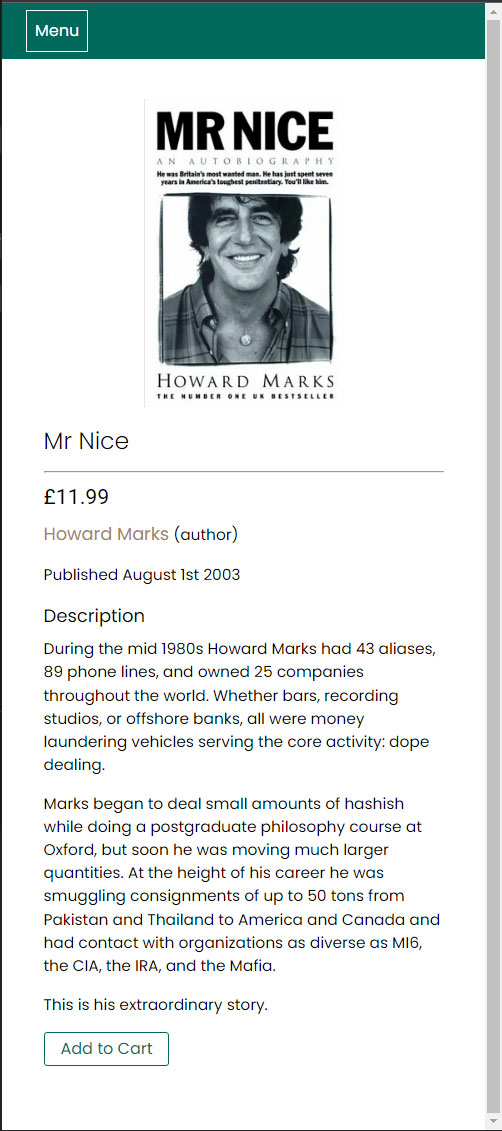 Menu
MR NICE
AN AUTOBIOGRAPHY
He was Britain's most wanted man. He has just spent seven
years in America's toughest penitentiary. You'll like him.
HOWARD MARKS
THE NUMBER ONE UK BESTSELLER
Mr Nice
£11.99
Howard Marks (author)
Published August 1st 2003
Description
During the mid 1980s Howard Marks had 43 aliases,
89 phone lines, and owned 25 companies
throughout the world. Whether bars, recording
studios, or offshore banks, all were money
laundering vehicles serving the core activity: dope
dealing.
Marks began to deal small amounts of hashish
while doing a postgraduate philosophy course at
Oxford, but soon he was moving much larger
quantities. At the height of his career he was
smuggling consignments of up to 50 tons from
Pakistan and Thailand to America and Canada and
had contact with organizations as diverse as MI6,
the CIA, the IRA, and the Mafia.
This is his extraordinary story.
Add to Cart